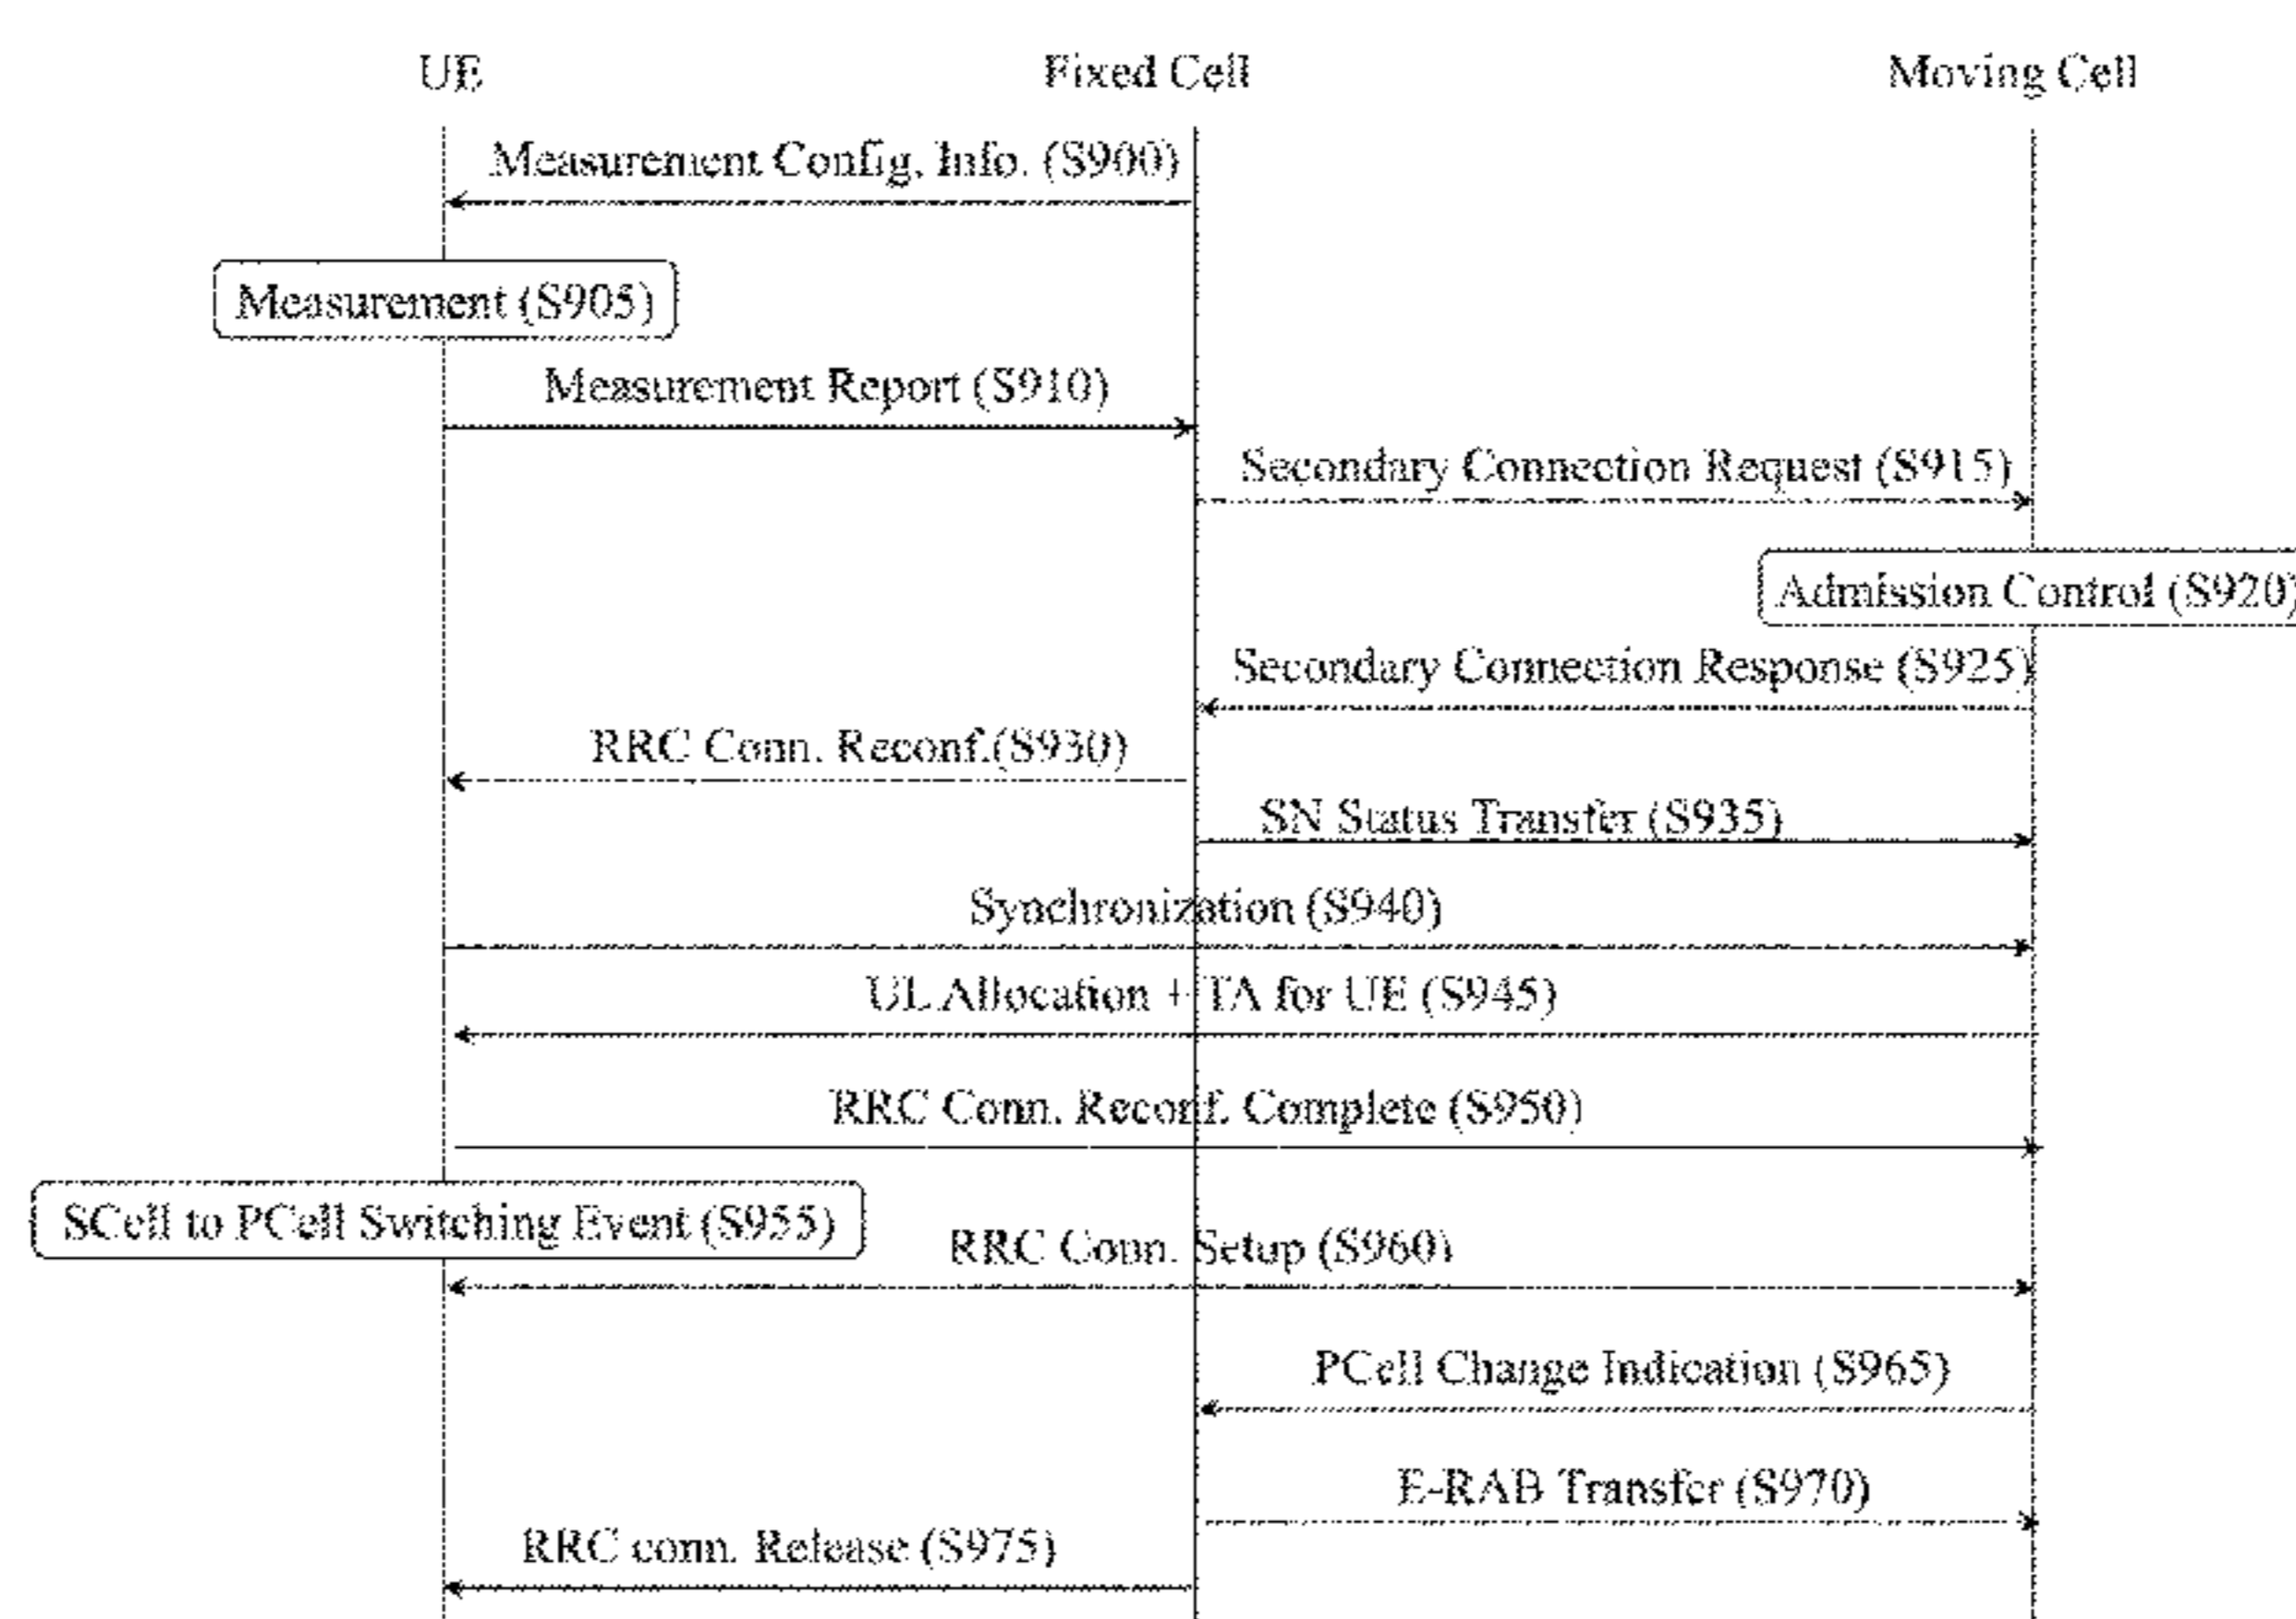 UE
Fixed Cell
Moving Cell
Measurement Config. Info. (S900)
Measurement (S905)
Measurement Report (S910)
Secondary Connection Request (S915)
Admission Control (S920)
Secondary Connection Response (S925)
RRC Conn. Reconf.(S930)
SN Status Transfer (S935)
Synchronization (S940)
UL Allocation + TA for UE (S945)
RRC Conn. Reconf. Complete (S950)
SCell to PCell Switching Event (S955)
RRC Conn. Setup (S960)
PCell Change Indication (S965)
E-RAB Transfer (S970)
RRC conn. Release (S975)